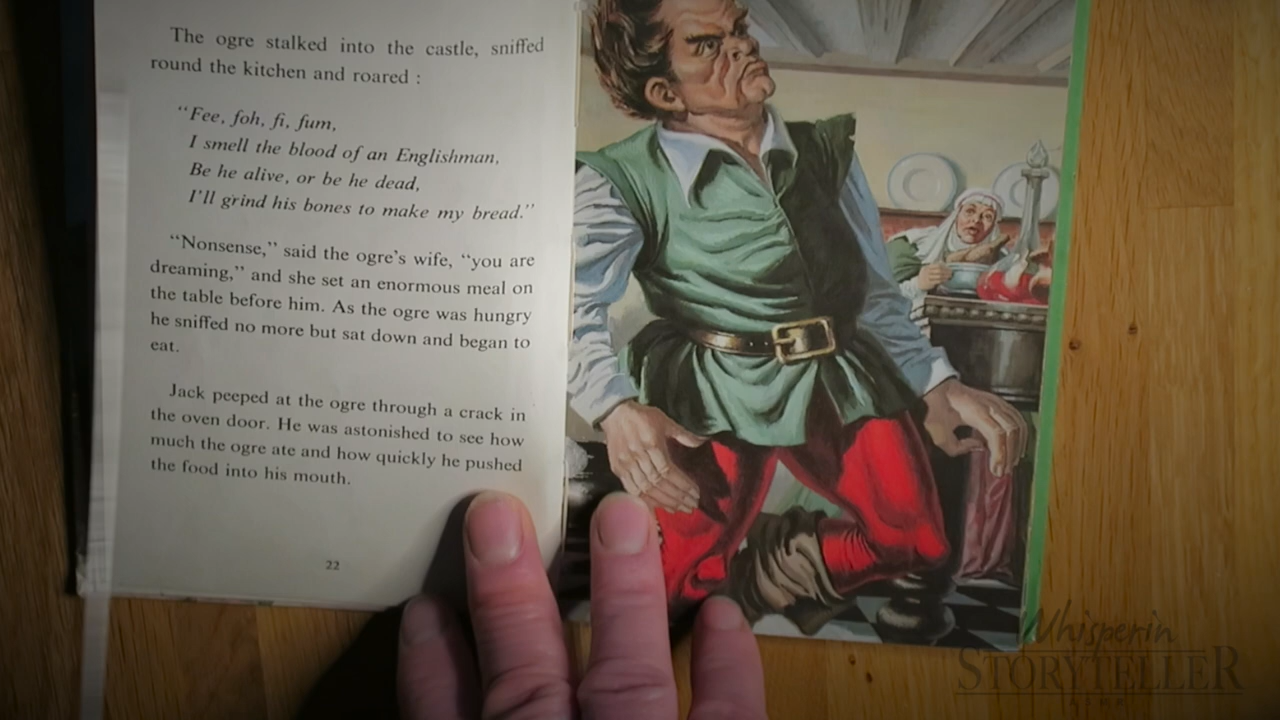 The ogre stalked into the castle, sniffed
round the kitchen and roared :
“Fee, foh, fi, fum,
I smell the blood of an Englishman,
Be he alive, or be he dead,
I’ll grind his bones to make my bread.”
“Nonsense,” said the ogre’s wife, “you are
dreaming,” and she set an enormous meal on
the table before him. As the ogre was hungry
he sniffed no more but sat down and began to
eat.
Jack peeped at the ogre through a crack in
the oven door. He was astonished to see how
much the ogre ate and how quickly he pushed
the food into his mouth.
22
Whisperin
STORYTELLER
ASMR